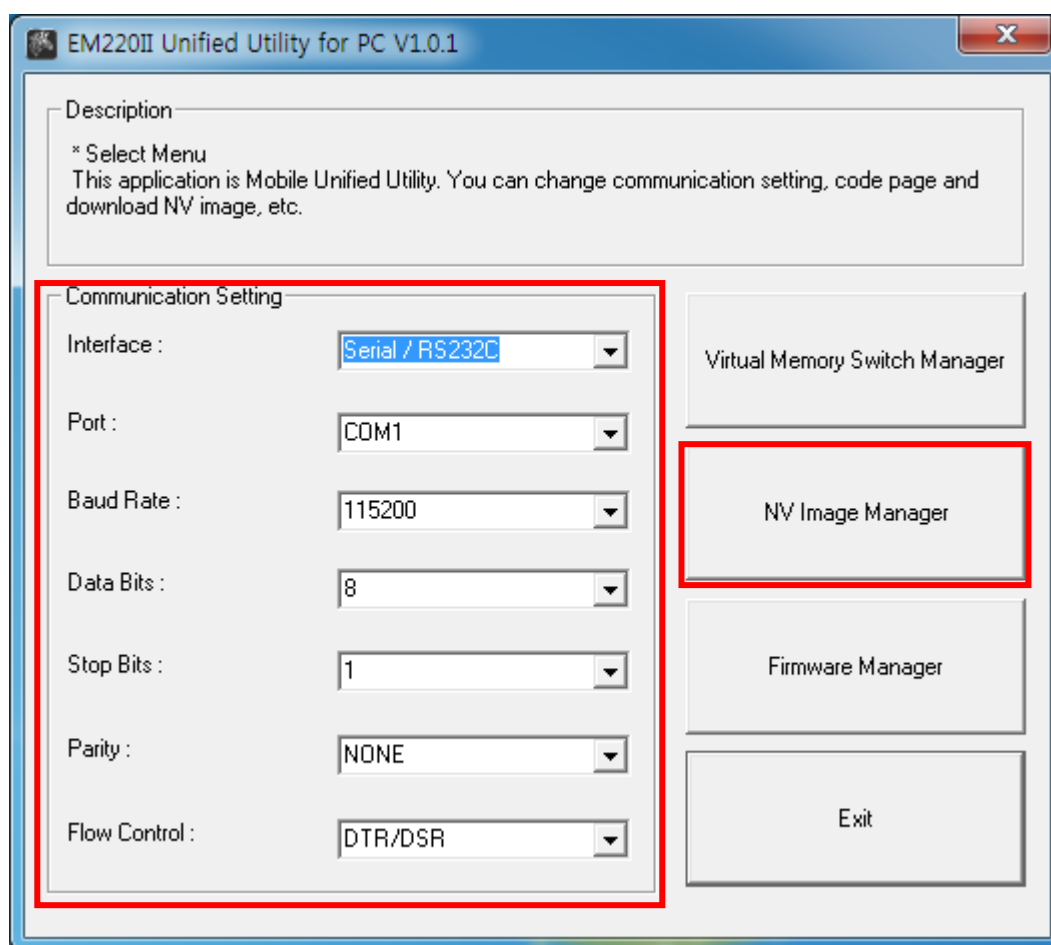 EM220II Unified Utility for PC V1.0.1
Description
* Select Menu
This application is Mobile Unified Utility. You can change communication setting, code page and
download NV image, etc.
Communication Setting
Interface : Serial / RS232C
Port : COM1
Baud Rate : 115200
Data Bits : 8
Stop Bits : 1
Parity : NONE
Flow Control : DTR/DSR
Virtual Memory Switch Manager
NV Image Manager
Firmware Manager
Exit